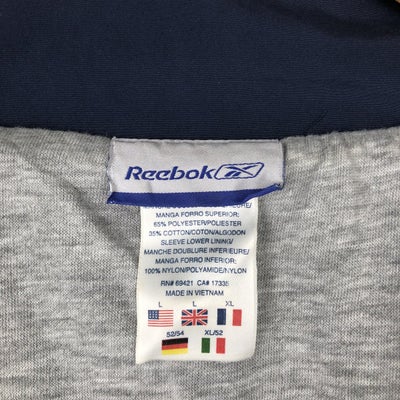 Reebok
MANGA FORRO SUPERIOR:
65% POLYESTER/POLIESTER
35% COTTON/COTON/ALGODON
SLEEVE LOWER LINING/
MANCHE DOUBLURE INFERIEURE/
MANGA FORRO INFERIOR:
100% NYLON/POLYAMIDE/NYLON
RN# 69421 CA# 17335
MADE IN VIETNAM
L L XL
52/54 XL/52